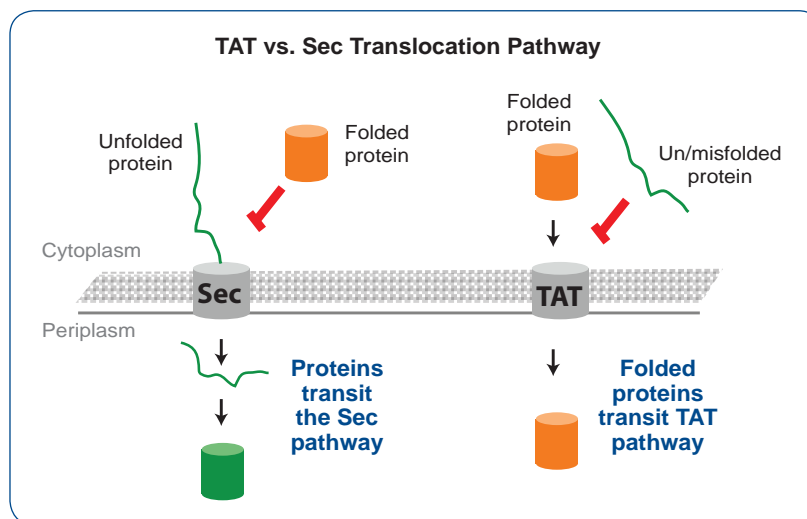 TAT vs. Sec Translocation Pathway
Unfolded
protein
Folded
protein
Folded
protein
Un/misfolded
protein
Cytoplasm
Sec
TAT
Periplasm
Proteins
transit
the Sec
pathway
Folded
proteins
transit TAT
pathway